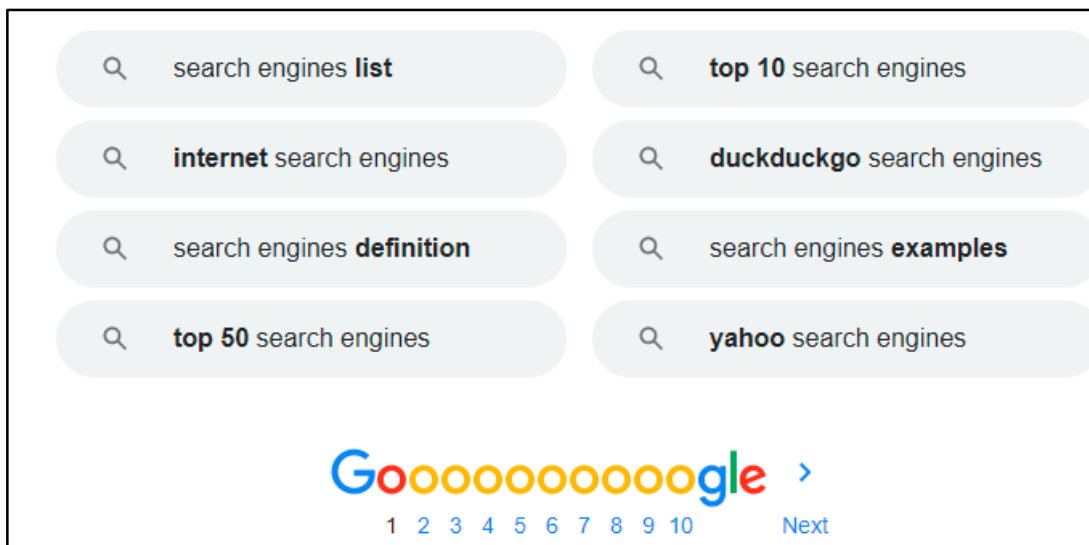 search engines list
top 10 search engines
internet search engines
duckduckgo search engines
search engines definition
search engines examples
top 50 search engines
yahoo search engines
Goooooooooogle
1 2 3 4 5 6 7 8 9 10 Next